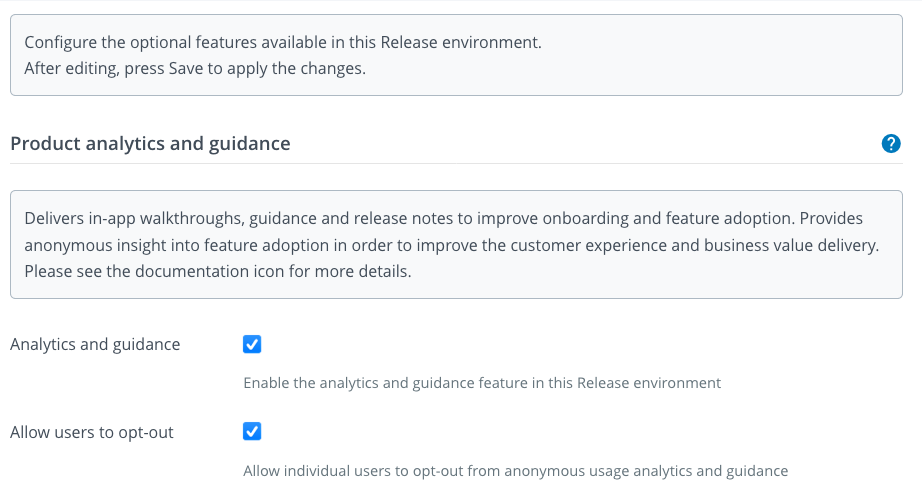 Configure the optional features available in this Release environment.
After editing, press Save to apply the changes.
Product analytics and guidance
?
Delivers in-app walkthroughs, guidance and release notes to improve onboarding and feature adoption. Provides
anonymous insight into feature adoption in order to improve the customer experience and business value delivery.
Please see the documentation icon for more details.
Analytics and guidance
Enable the analytics and guidance feature in this Release environment
Allow users to opt-out
Allow individual users to opt-out from anonymous usage analytics and guidance